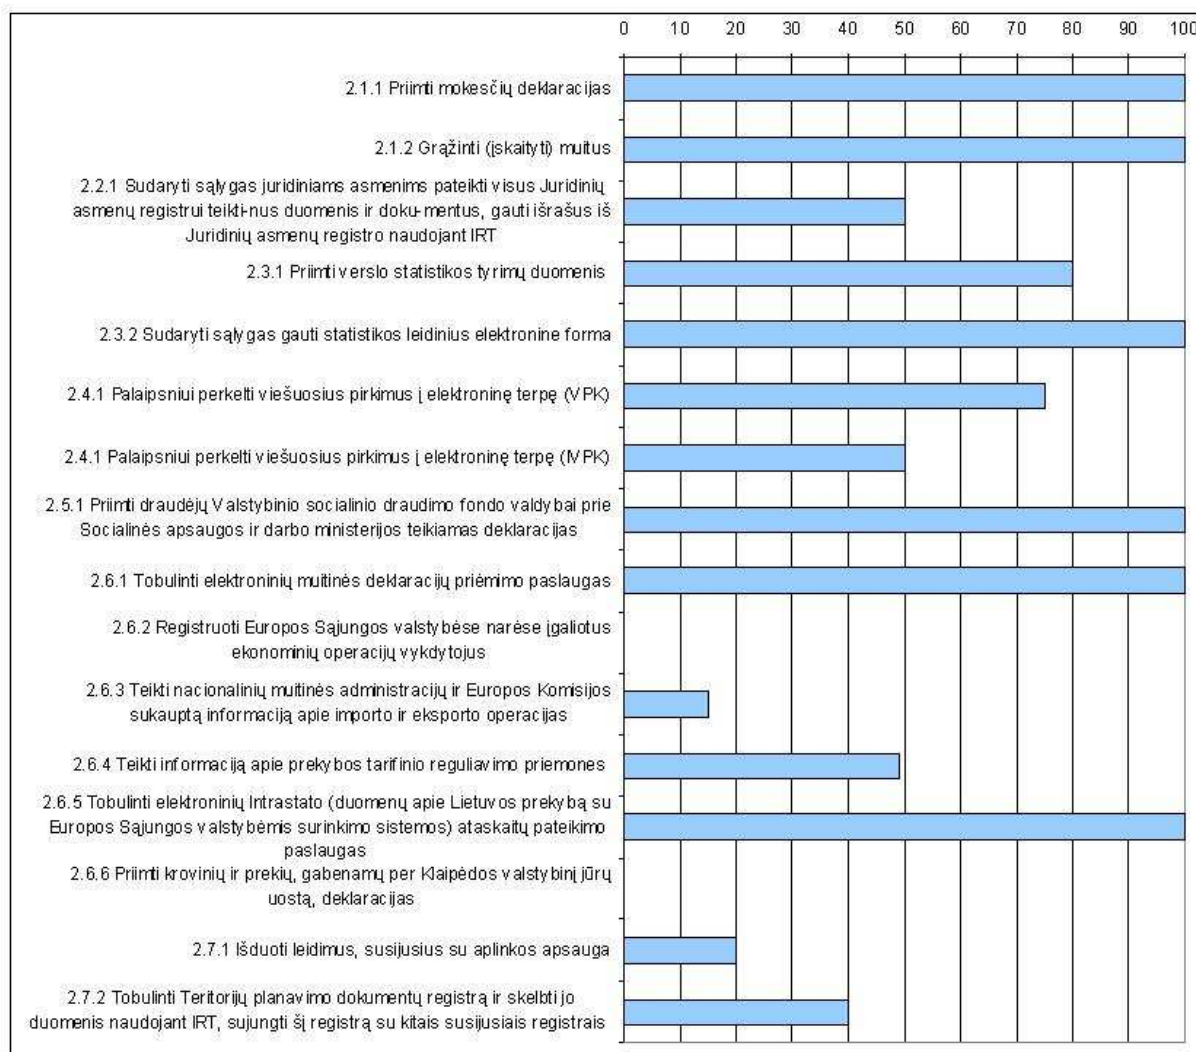 0 10 20 30 40 50 60 70 80 90 100
2.1.1 Priimti mokesčių deklaracijas
2.1.2 Grąžinti (įskaityti) muitus
2.2.1 Sudaryti sąlygas juridiniams asmenims pateikti visus Juridinių
asmenų registrui teikti-nus duomenis ir doku-mentus, gauti išrašus iš
Juridinių asmenų registro naudojant IRT
2.3.1 Priimti verslo statistikos tyrimų duomenis
2.3.2 Sudaryti sąlygas gauti statistikos leidinius elektronine forma
2.4.1 Palaipsniui perkelti viešuosius pirkimus į elektroninę terpę (VPK)
2.4.1 Palaipsniui perkelti viešuosius pirkimus į elektroninę terpę (IVPK)
2.5.1 Priimti draudėjų Valstybinio socialinio draudimo fondo valdybai prie
Socialinės apsaugos ir darbo ministerijos teikiamas deklaracijas
2.6.1 Tobulinti elektroninių muitinės deklaracijų priėmimo paslaugas
2.6.2 Registruoti Europos Sąjungos valstybėse narėse įgaliotus
ekonominių operacijų vykdytojus
2.6.3 Teikti nacionalinių muitinės administracijų ir Europos Komisijos
sukauptą informaciją apie importo ir eksporto operacijas
2.6.4 Teikti informaciją apie prekybos tarifinio reguliavimo priemones
2.6.5 Tobulinti elektroninių Intrastato (duomenų apie Lietuvos prekybą su
Europos Sąjungos valstybėmis surinkimo sistemos) ataskaitų pateikimo
paslaugas
2.6.6 Priimti krovinių ir prekių, gabenamų per Klaipėdos valstybinį jūrų
uostą, deklaracijas
2.7.1 Išduoti leidimus, susijusius su aplinkos apsauga
2.7.2 Tobulinti Teritorijų planavimo dokumentų registrą ir skelbti jo
duomenis naudojant IRT, sujungti šį registrą su kitais susijusiais registrais